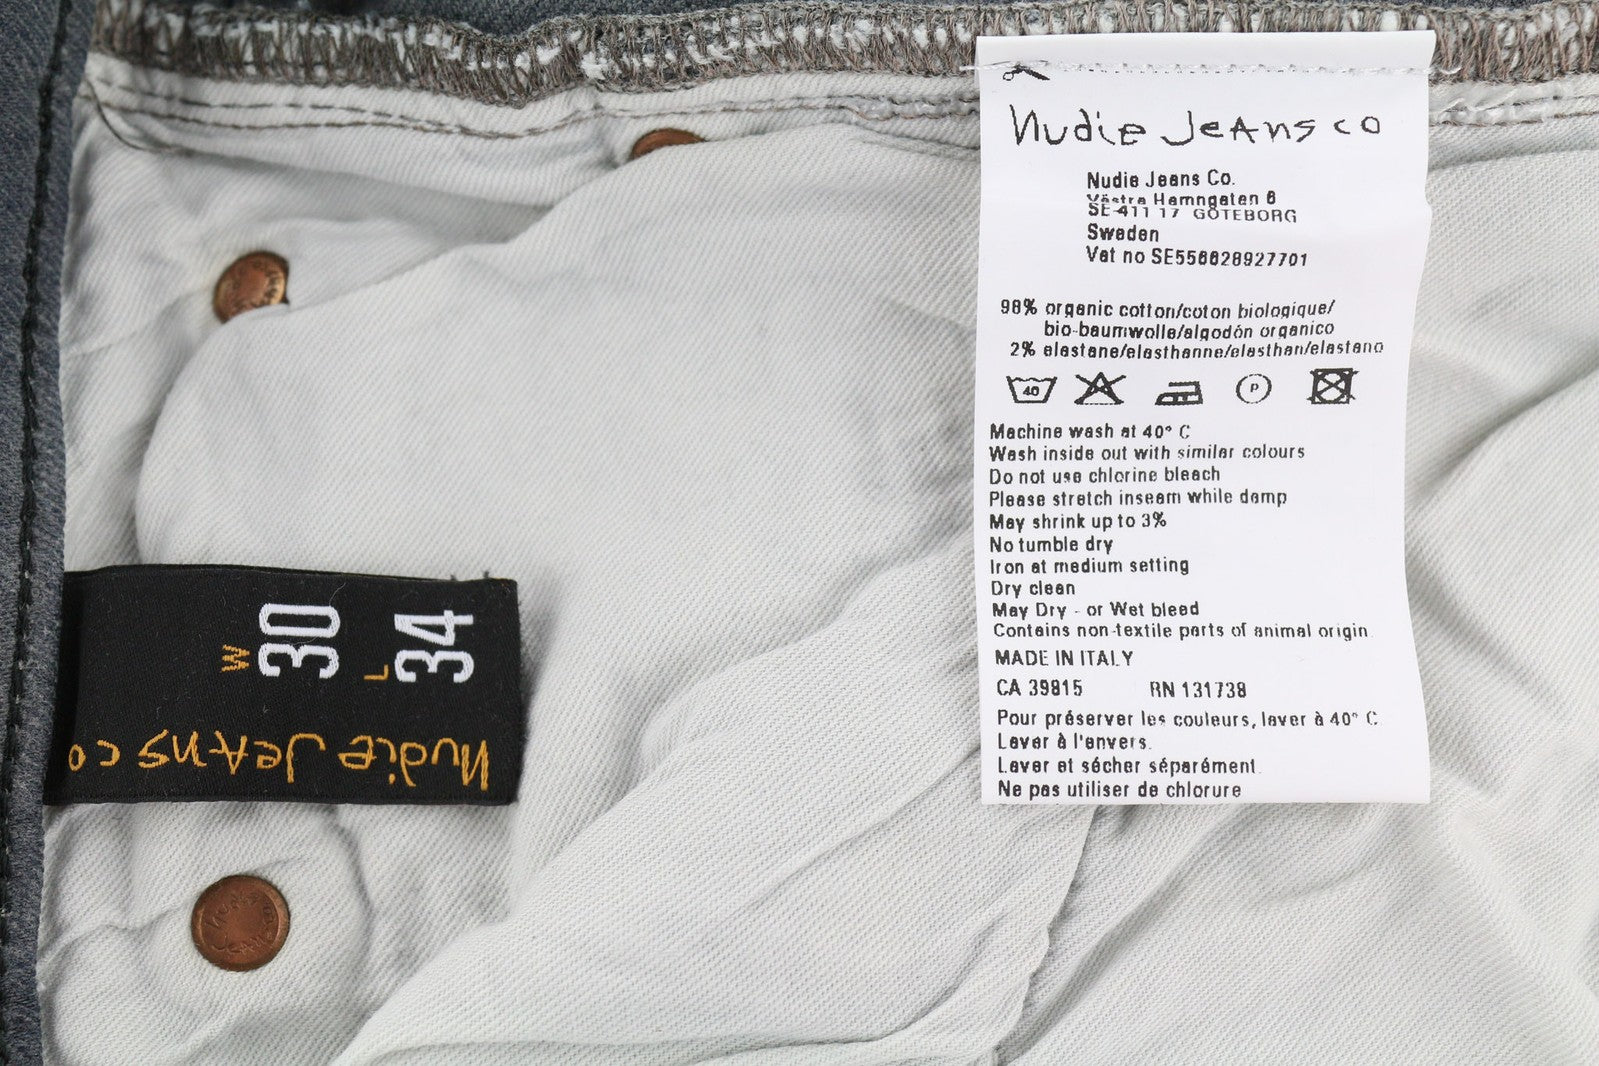 Nudie Jeans co
Nudie Jeans Co.
Västra Hamngatan 6
SE-411 17 GÖTEBORG
Sweden
Vat no SE556628927701
98% organic cotton/coton biologique/
bio-baumwolle/algodón organico
2% elastane/elasthanne/elasthan/elastano
40
P
Machine wash at 40° C
Wash inside out with similar colours
Do not use chlorine bleach
Please stretch inseam while damp
May shrink up to 3%
No tumble dry
Iron at medium setting
Dry clean
May Dry - or Wet bleed
Contains non-textile parts of animal origin.
MADE IN ITALY
CA 39815 RN 131738
Pour préserver les couleurs, laver à 40° C
Laver à l'envers.
Laver et sécher séparément.
Ne pas utiliser de chlorure
W 30
L 34
Nudie Jeans co
Nudie
Jeans co